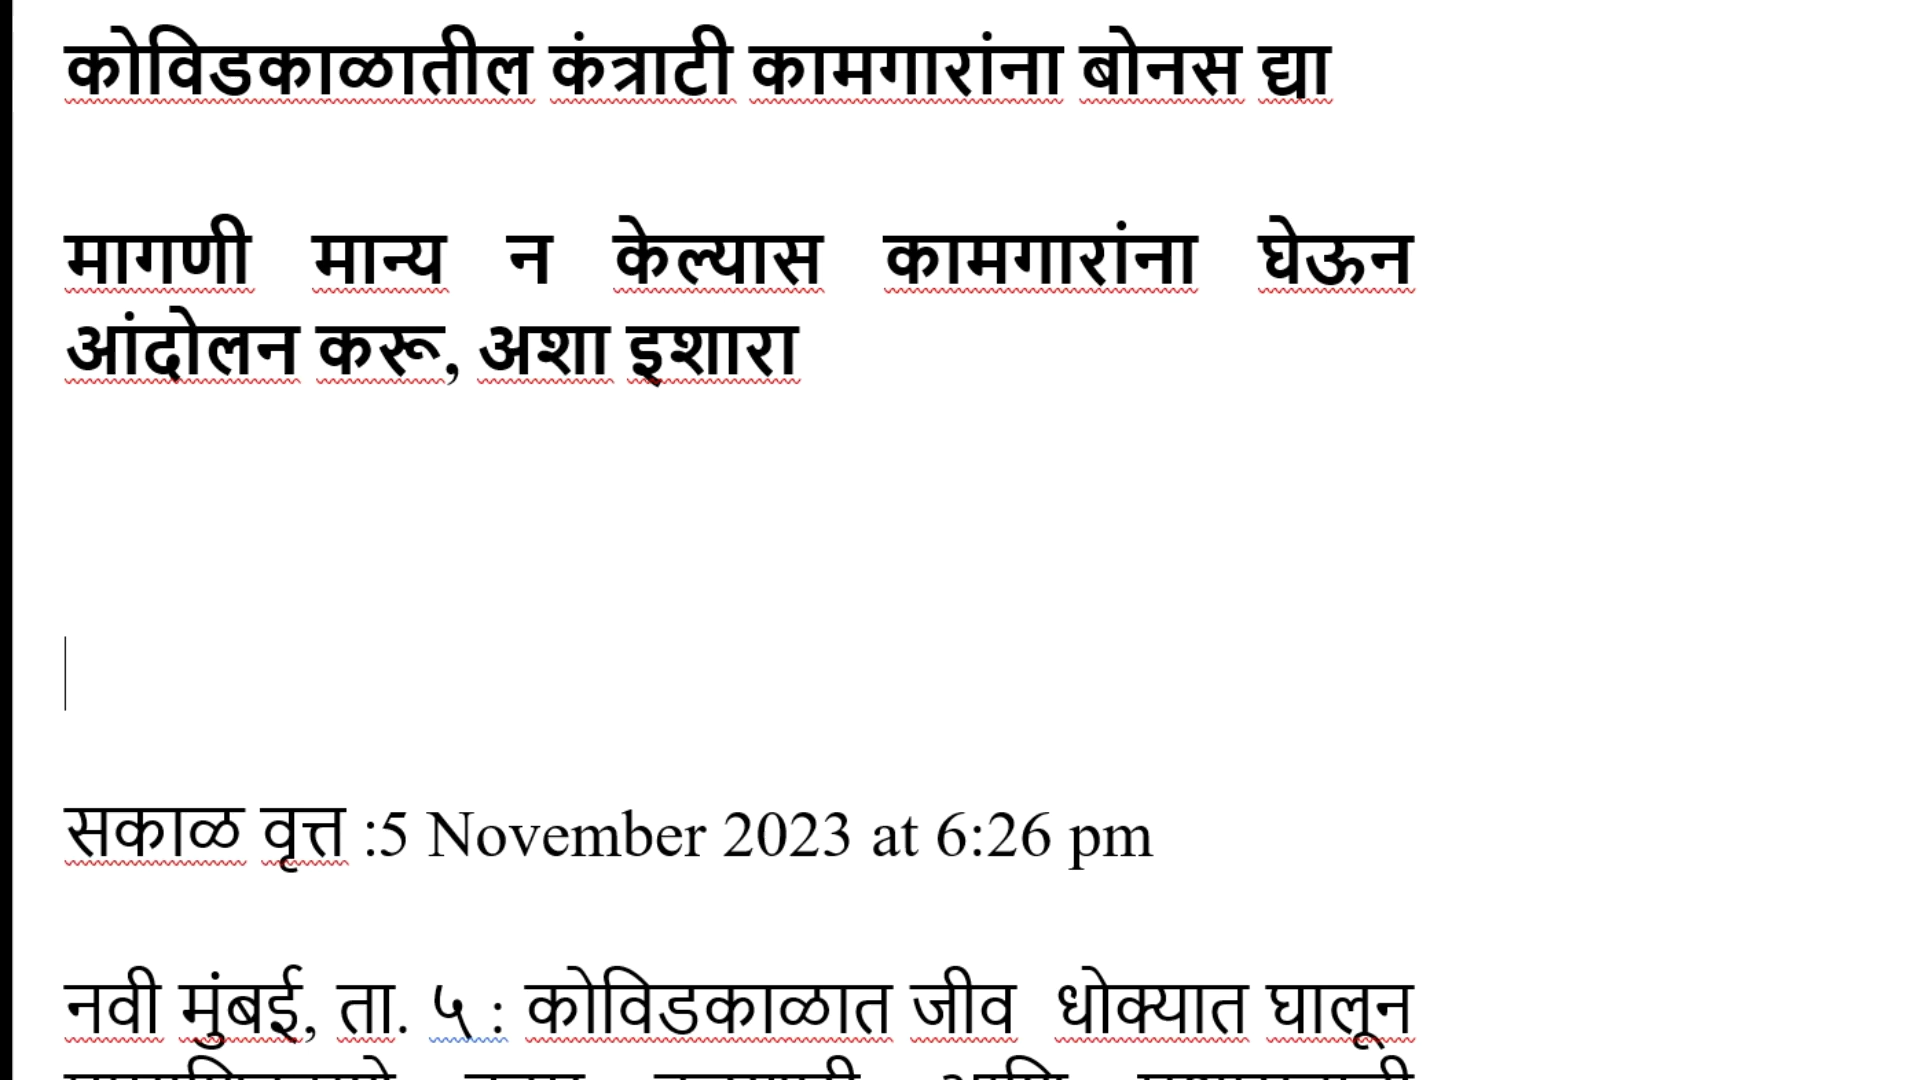 कोविडकाळातील कंत्राटी कामगारांना बोनस द्या
मागणी मान्य न केल्यास कामगारांना घेऊन
आंदोलन करू, अशा इशारा
सकाळ वृत्त :5 November 2023 at 6:26 pm
नवी मुंबई, ता. ५ : कोविडकाळात जीव धोक्यात घालून